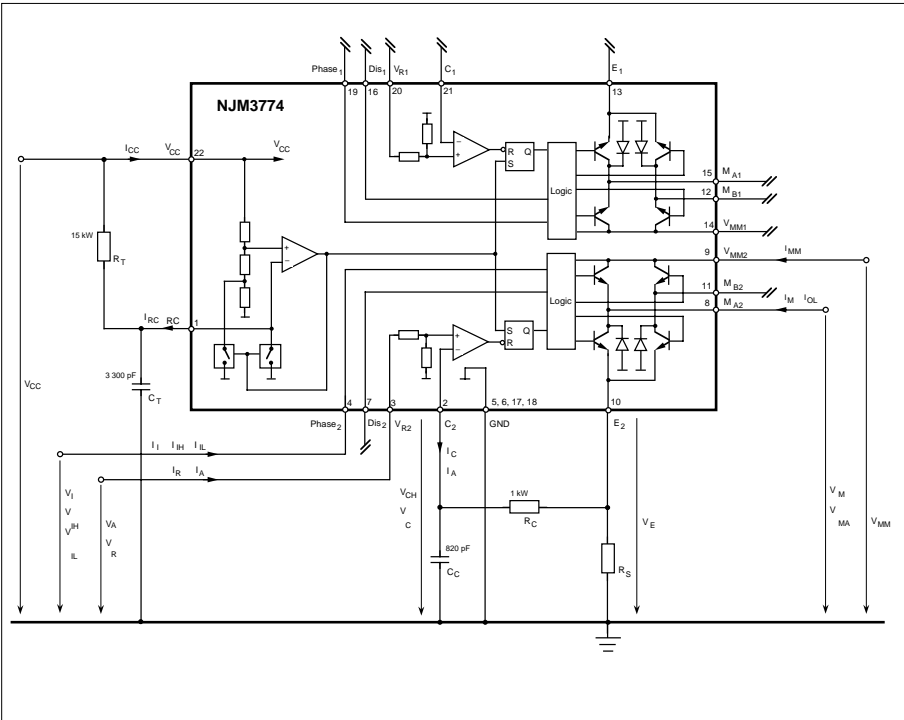 Phase1 Dis1 VR1 C1 E1
19 16 20 21 13
NJM3774
ICC VCC 22 VCC
R Q
S
15 MA1
12 MB1
Logic
14 VMM1
15 kW
RT
+
−
9 VMM2 IMM
11 MB2
8 MA2 IM IOL
Logic
IRC RC 1
S Q
R
3 300 pF
CT
VCC
4 7 3 2 5, 6, 17, 18 10
Phase2 Dis2 VR2 C2 GND E2
II IIH IIL
IR IA
IC
IA
1 kW
RC
VCH
VC
VE
VI
VIH
VIL
VA
VR
VM
VMA
VMM
820 pF
CC
RS